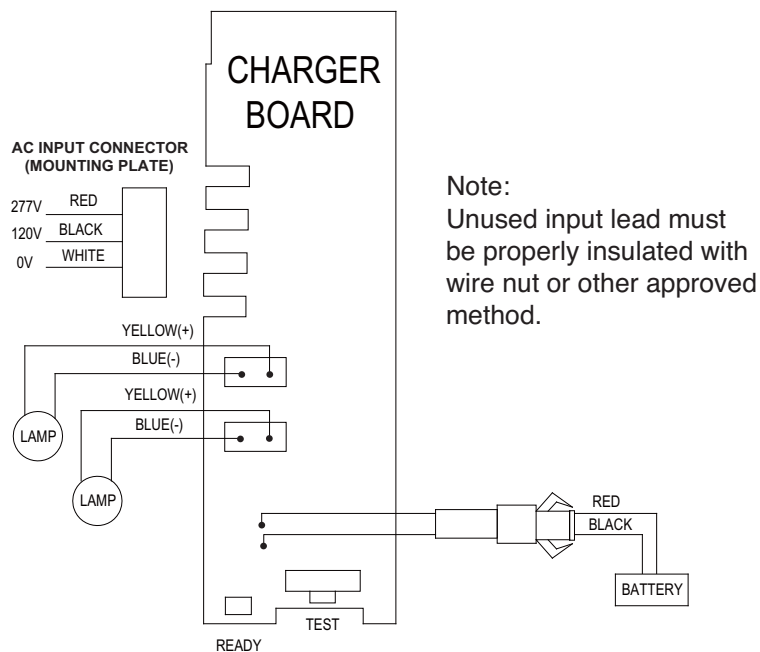 CHARGER
BOARD
AC INPUT CONNECTOR
(MOUNTING PLATE)
277V
RED
120V
BLACK
0V
WHITE
Note:
Unused input lead must
be properly insulated with
wire nut or other approved
method.
YELLOW(+)
BLUE(-)
YELLOW(+)
BLUE(-)
LAMP
LAMP
RED
BLACK
BATTERY
TEST
READY